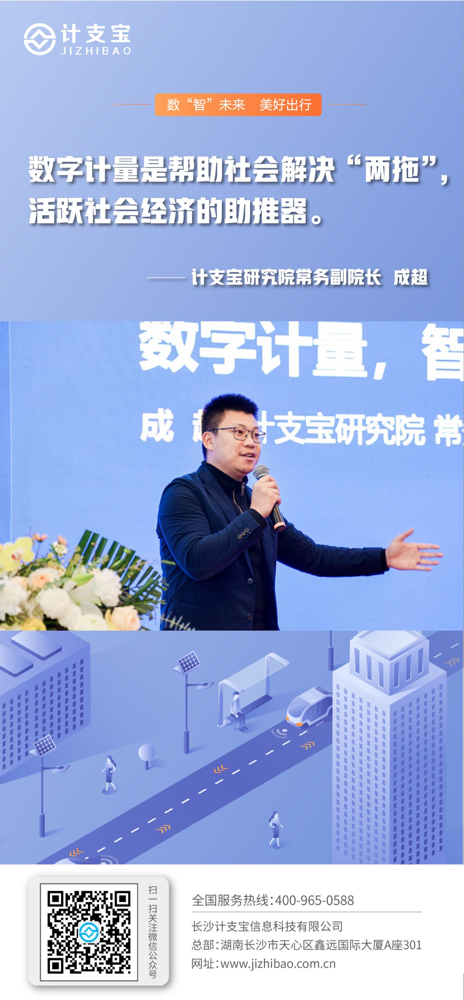 计支宝
JIZHIBAO
数“智”未来 美好出行
数字计量是帮助社会解决“两拖”，
活跃社会经济的助推器。
——计支宝研究院常务副院长 成超
数字计量，智
成 超 计支宝研究院 常
扫一扫关注微信公众号
全国服务热线：400-965-0588
长沙计支宝信息科技有限公司
总部：湖南长沙市天心区鑫远国际大厦A座301
网址：www.jizhibao.com.cn